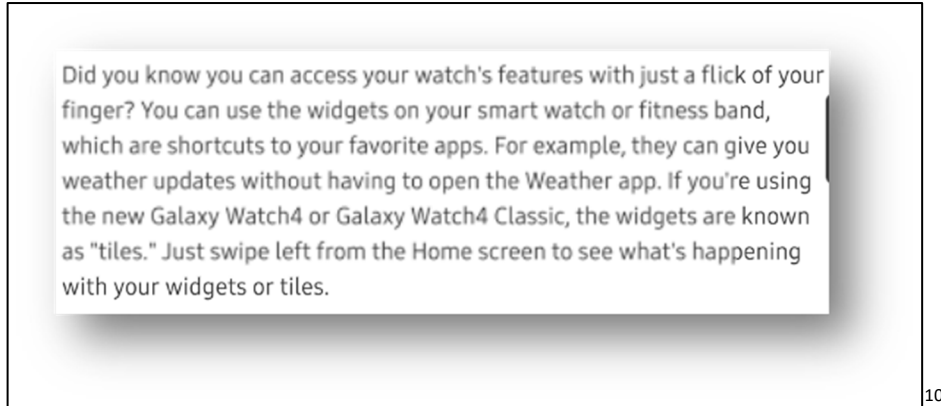 Did you know you can access your watch's features with just a flick of your
finger? You can use the widgets on your smart watch or fitness band,
which are shortcuts to your favorite apps. For example, they can give you
weather updates without having to open the Weather app. If you're using
the new Galaxy Watch4 or Galaxy Watch4 Classic, the widgets are known
as "tiles." Just swipe left from the Home screen to see what's happening
with your widgets or tiles.
10